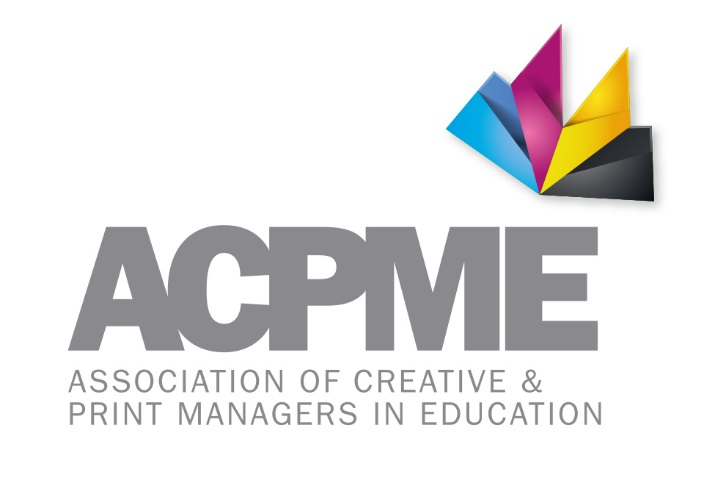 ACPME
ASSOCIATION OF CREATIVE &
PRINT MANAGERS IN EDUCATION